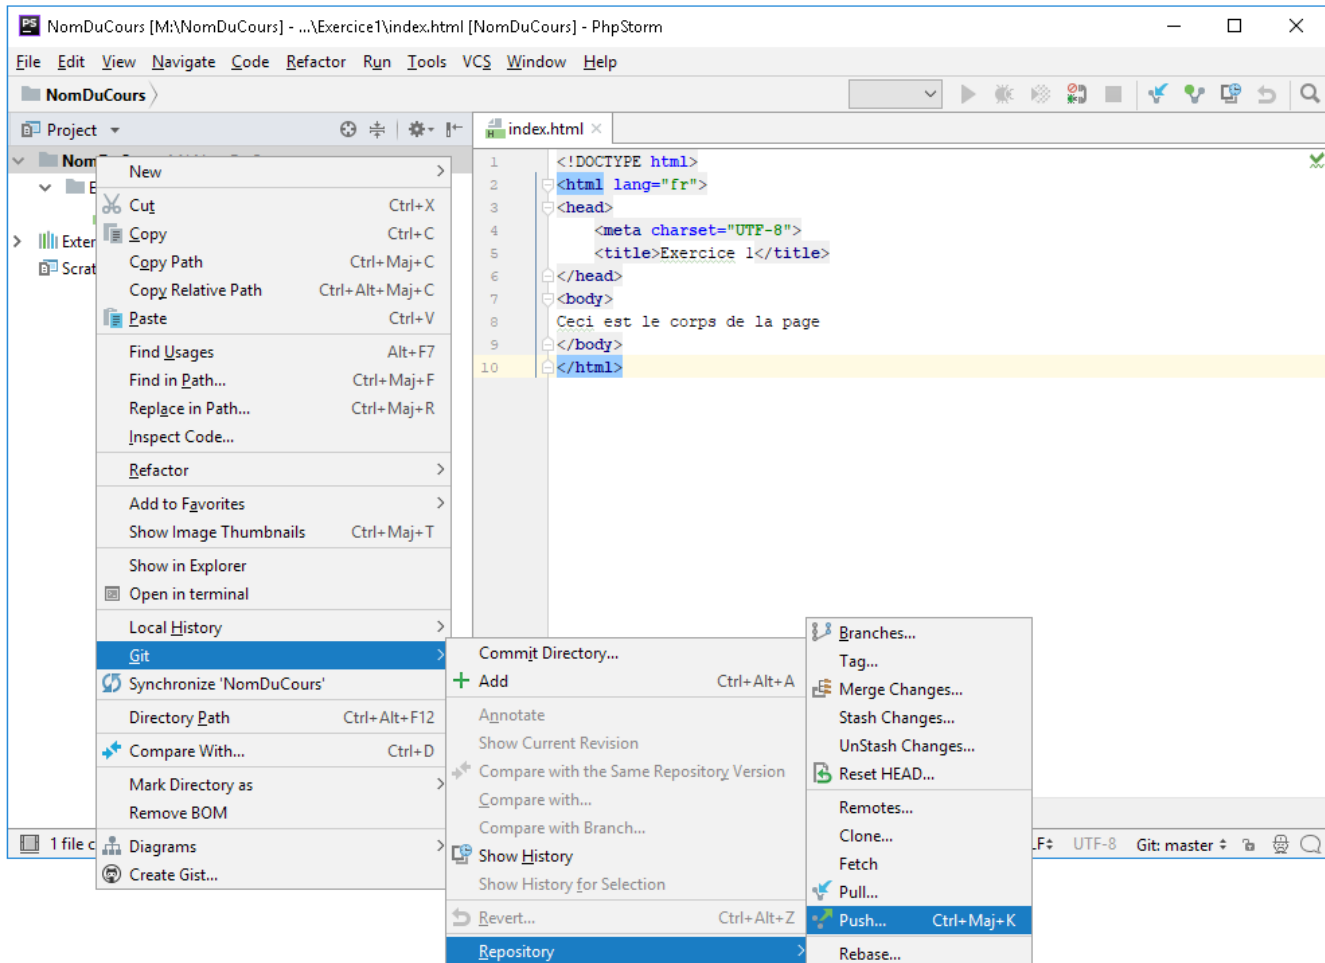 NomDuCours [M:\NomDuCours] - ...\Exercice1\index.html [NomDuCours] - PhpStorm
File Edit View Navigate Code Refactor Run Tools VCS Window Help
NomDuCours
Project
index.html
Nom
E
Exter
Scrat
New
Cut Ctrl+X
Copy Ctrl+C
Copy Path Ctrl+Maj+C
Copy Relative Path Ctrl+Alt+Maj+C
Paste Ctrl+V
Find Usages Alt+F7
Find in Path... Ctrl+Maj+F
Replace in Path... Ctrl+Maj+R
Inspect Code...
Refactor
Add to Favorites
Show Image Thumbnails Ctrl+Maj+T
Show in Explorer
Open in terminal
Local History
Git
Synchronize 'NomDuCours'
Directory Path Ctrl+Alt+F12
Compare With... Ctrl+D
Mark Directory as
Remove BOM
Diagrams
Create Gist...
1 <!DOCTYPE html>
2 <html lang="fr">
3 <head>
4 <meta charset="UTF-8">
5 <title>Exercice 1</title>
6 </head>
7 <body>
8 Ceci est le corps de la page
9 </body>
10 </html>
Commit Directory...
Add Ctrl+Alt+A
Annotate
Show Current Revision
Compare with the Same Repository Version
Compare with...
Compare with Branch...
Show History
Show History for Selection
Revert... Ctrl+Alt+Z
Repository
Branches...
Tag...
Merge Changes...
Stash Changes...
UnStash Changes...
Reset HEAD...
Remotes...
Clone...
Fetch
Pull...
Push... Ctrl+Maj+K
Rebase...
1 file c
LF UTF-8 Git: master